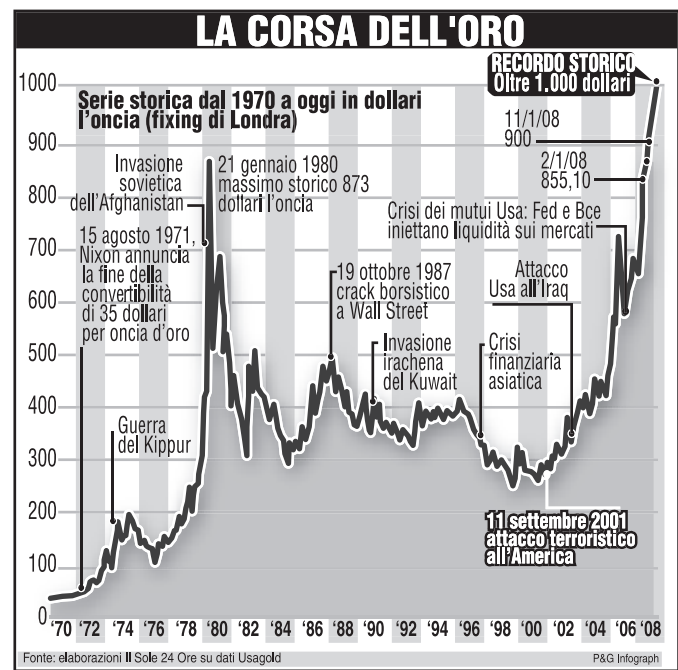 LA CORSA DELL'ORO
RECORDO STORICO
Oltre 1.000 dollari
1000
Serie storica dal 1970 a oggi in dollari
l'oncia (fixing di Londra)
11/1/08
900
900
Invasione
sovietica
dell'Afghanistan
21 gennaio 1980
massimo storico 873
dollari l'oncia
2/1/08
855,10
800
Crisi dei mutui Usa: Fed e Bce
iniettano liquidità sui mercati
15 agosto 1971,
Nixon annuncia
la fine della
convertibilità
di 35 dollari
per oncia d'oro
700
19 ottobre 1987
crack borsistico
a Wall Street
Attacco
Usa all'Iraq
600
Invasione
irachena
del Kuwait
Crisi
finanziaria
asiatica
500
400
Guerra
del Kippur
300
200
11 settembre 2001
attacco terroristico
all'America
100
0
'70 '72 '74 '76 '78 '80 '82 '84 '86 '88 '90 '92 '94 '96 '98 '00 '02 '04 '06 '08
Fonte: elaborazioni Il Sole 24 Ore su dati Usagold
P&G Infograph